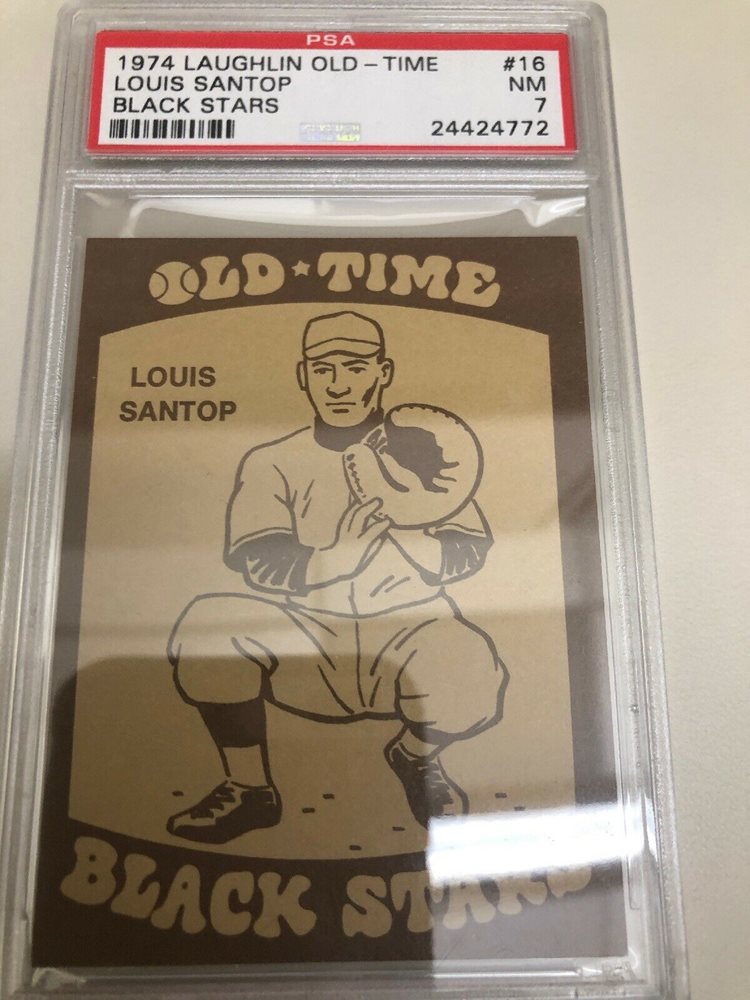 PSA
1974 LAUGHLIN OLD-TIME #16
LOUIS SANTOP NM
BLACK STARS 7
24424772
OLD TIME
LOUIS
SANTOP
BLACK STARS